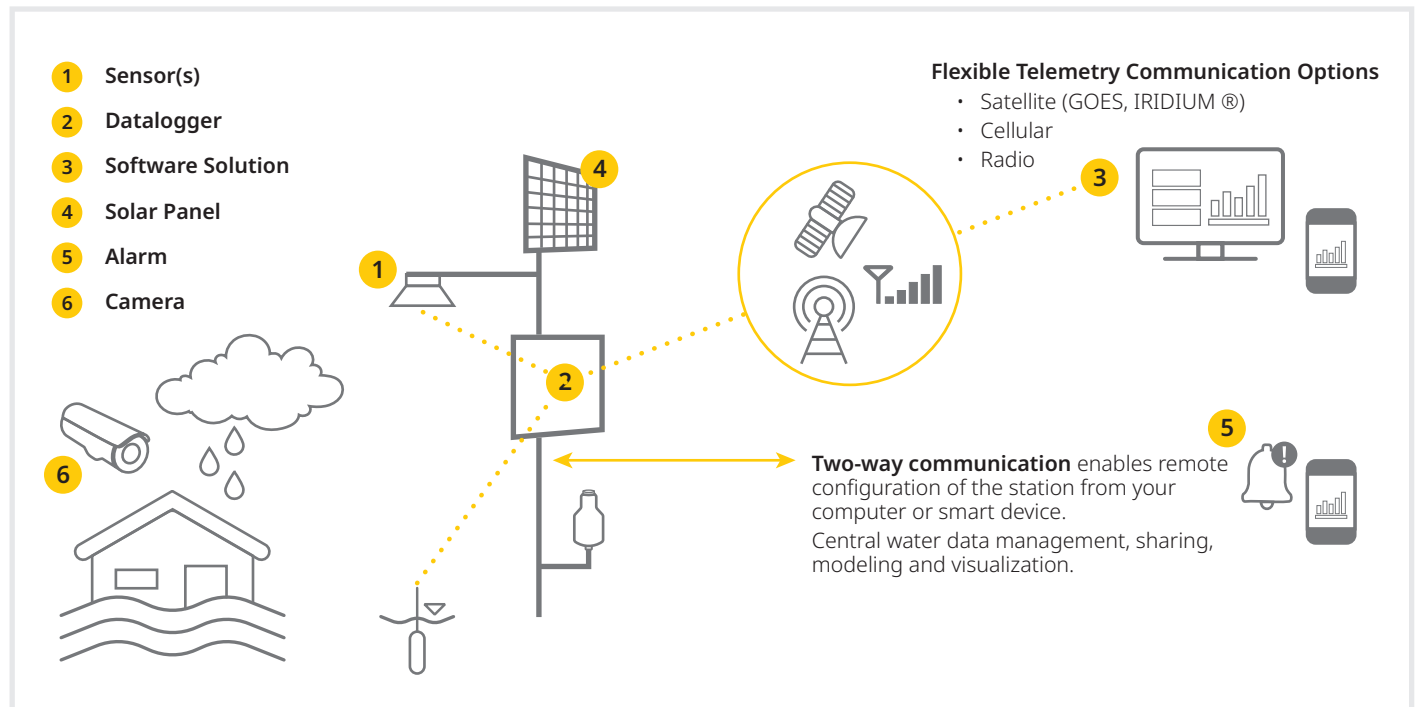 1 Sensor(s)
2 Datalogger
3 Software Solution
4 Solar Panel
5 Alarm
6 Camera
Flexible Telemetry Communication Options
• Satellite (GOES, IRIDIUM ®)
• Cellular
• Radio
4
3
1
2
6
5
!
Two-way communication enables remote
configuration of the station from your
computer or smart device.
Central water data management, sharing,
modeling and visualization.